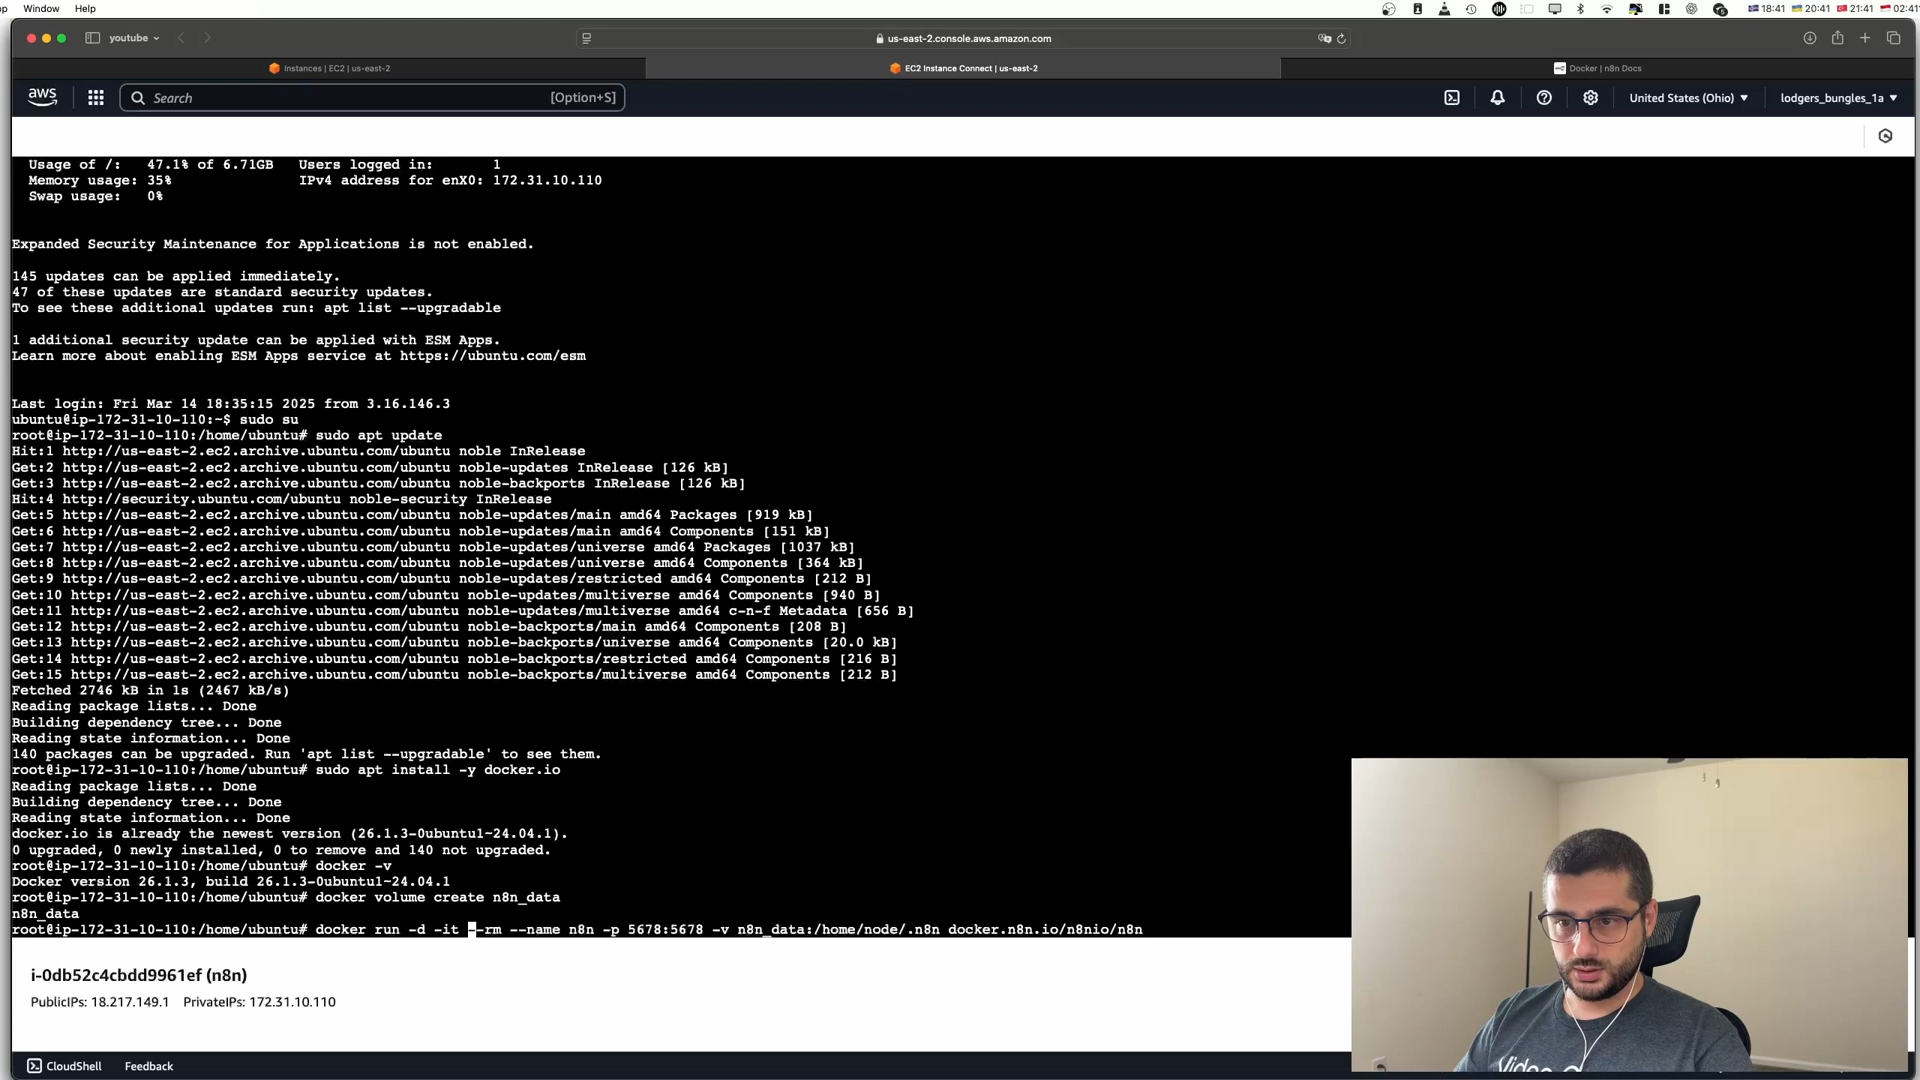 Window Help
18:41 20:41 21:41 02:41
youtube
us-east-2.console.aws.amazon.com
Instances | EC2 | us-east-2
EC2 Instance Connect | us-east-2
Docker | n8n Docs
aws
Search
[Option+S]
United States (Ohio)
lodgers_bungles_1a
Usage of /: 47.1% of 6.71GB Users logged in: 1
Memory usage: 35% IPv4 address for enX0: 172.31.10.110
Swap usage: 0%
Expanded Security Maintenance for Applications is not enabled.
145 updates can be applied immediately.
47 of these updates are standard security updates.
To see these additional updates run: apt list --upgradable
1 additional security update can be applied with ESM Apps.
Learn more about enabling ESM Apps service at https://ubuntu.com/esm
Last login: Fri Mar 14 18:35:15 2025 from 3.16.146.3
ubuntu@ip-172-31-10-110:~$ sudo su
root@ip-172-31-10-110:/home/ubuntu# sudo apt update
Hit:1 http://us-east-2.ec2.archive.ubuntu.com/ubuntu noble InRelease
Get:2 http://us-east-2.ec2.archive.ubuntu.com/ubuntu noble-updates InRelease [126 kB]
Get:3 http://us-east-2.ec2.archive.ubuntu.com/ubuntu noble-backports InRelease [126 kB]
Hit:4 http://security.ubuntu.com/ubuntu noble-security InRelease
Get:5 http://us-east-2.ec2.archive.ubuntu.com/ubuntu noble-updates/main amd64 Packages [919 kB]
Get:6 http://us-east-2.ec2.archive.ubuntu.com/ubuntu noble-updates/main amd64 Components [151 kB]
Get:7 http://us-east-2.ec2.archive.ubuntu.com/ubuntu noble-updates/universe amd64 Packages [1037 kB]
Get:8 http://us-east-2.ec2.archive.ubuntu.com/ubuntu noble-updates/universe amd64 Components [364 kB]
Get:9 http://us-east-2.ec2.archive.ubuntu.com/ubuntu noble-updates/restricted amd64 Components [212 B]
Get:10 http://us-east-2.ec2.archive.ubuntu.com/ubuntu noble-updates/multiverse amd64 Components [940 B]
Get:11 http://us-east-2.ec2.archive.ubuntu.com/ubuntu noble-updates/multiverse amd64 c-n-f Metadata [656 B]
Get:12 http://us-east-2.ec2.archive.ubuntu.com/ubuntu noble-backports/main amd64 Components [208 B]
Get:13 http://us-east-2.ec2.archive.ubuntu.com/ubuntu noble-backports/universe amd64 Components [20.0 kB]
Get:14 http://us-east-2.ec2.archive.ubuntu.com/ubuntu noble-backports/restricted amd64 Components [216 B]
Get:15 http://us-east-2.ec2.archive.ubuntu.com/ubuntu noble-backports/multiverse amd64 Components [212 B]
Fetched 2746 kB in 1s (2467 kB/s)
Reading package lists... Done
Building dependency tree... Done
Reading state information... Done
140 packages can be upgraded. Run 'apt list --upgradable' to see them.
root@ip-172-31-10-110:/home/ubuntu# sudo apt install -y docker.io
Reading package lists... Done
Building dependency tree... Done
Reading state information... Done
docker.io is already the newest version (26.1.3-0ubuntu1~24.04.1).
0 upgraded, 0 newly installed, 0 to remove and 140 not upgraded.
root@ip-172-31-10-110:/home/ubuntu# docker -v
Docker version 26.1.3, build 26.1.3-0ubuntu1~24.04.1
root@ip-172-31-10-110:/home/ubuntu# docker volume create n8n_data
n8n_data
root@ip-172-31-10-110:/home/ubuntu# docker run -d -it --rm --name n8n -p 5678:5678 -v n8n_data:/home/node/.n8n docker.n8n.io/n8nio/n8n
i-0db52c4cbdd9961ef (n8n)
PublicIPs: 18.217.149.1 PrivateIPs: 172.31.10.110
CloudShell Feedback